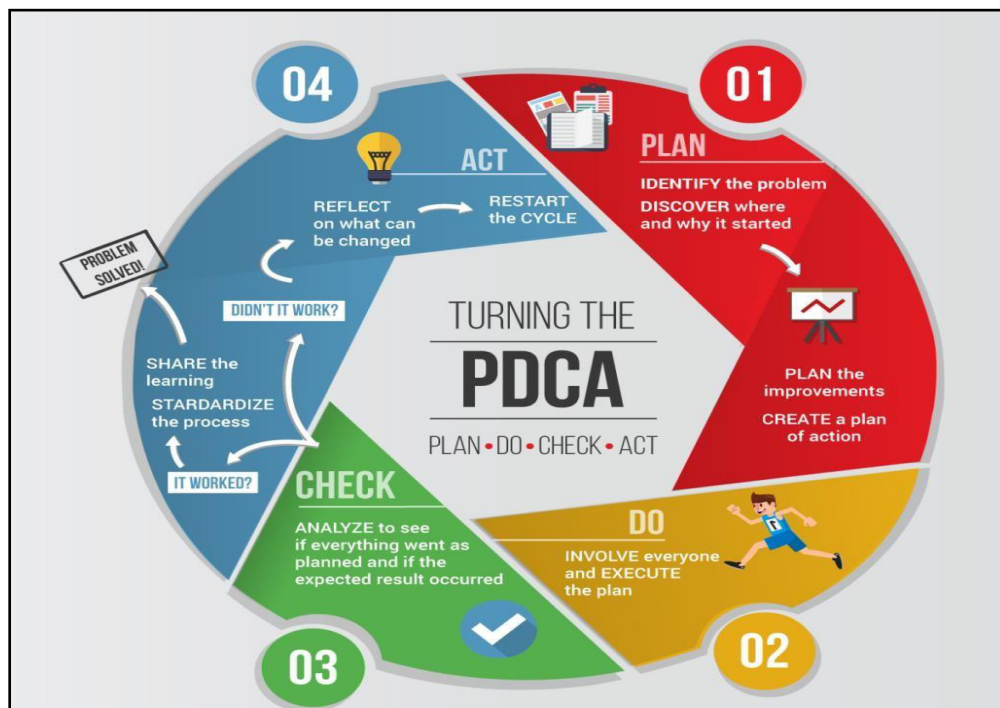 01
PLAN
IDENTIFY the problem
DISCOVER where
and why it started
PLAN the
improvements
CREATE a plan
of action
02
DO
INVOLVE everyone
and EXECUTE
the plan
03
CHECK
ANALYZE to see
if everything went as
planned and if the
expected result occurred
04
ACT
IT WORKED?
STARDARDIZE
the process
SHARE the
learning
PROBLEM
SOLVED!
DIDN'T IT WORK?
REFLECT
on what can
be changed
RESTART
the CYCLE
TURNING THE
PDCA
PLAN•DO•CHECK•ACT